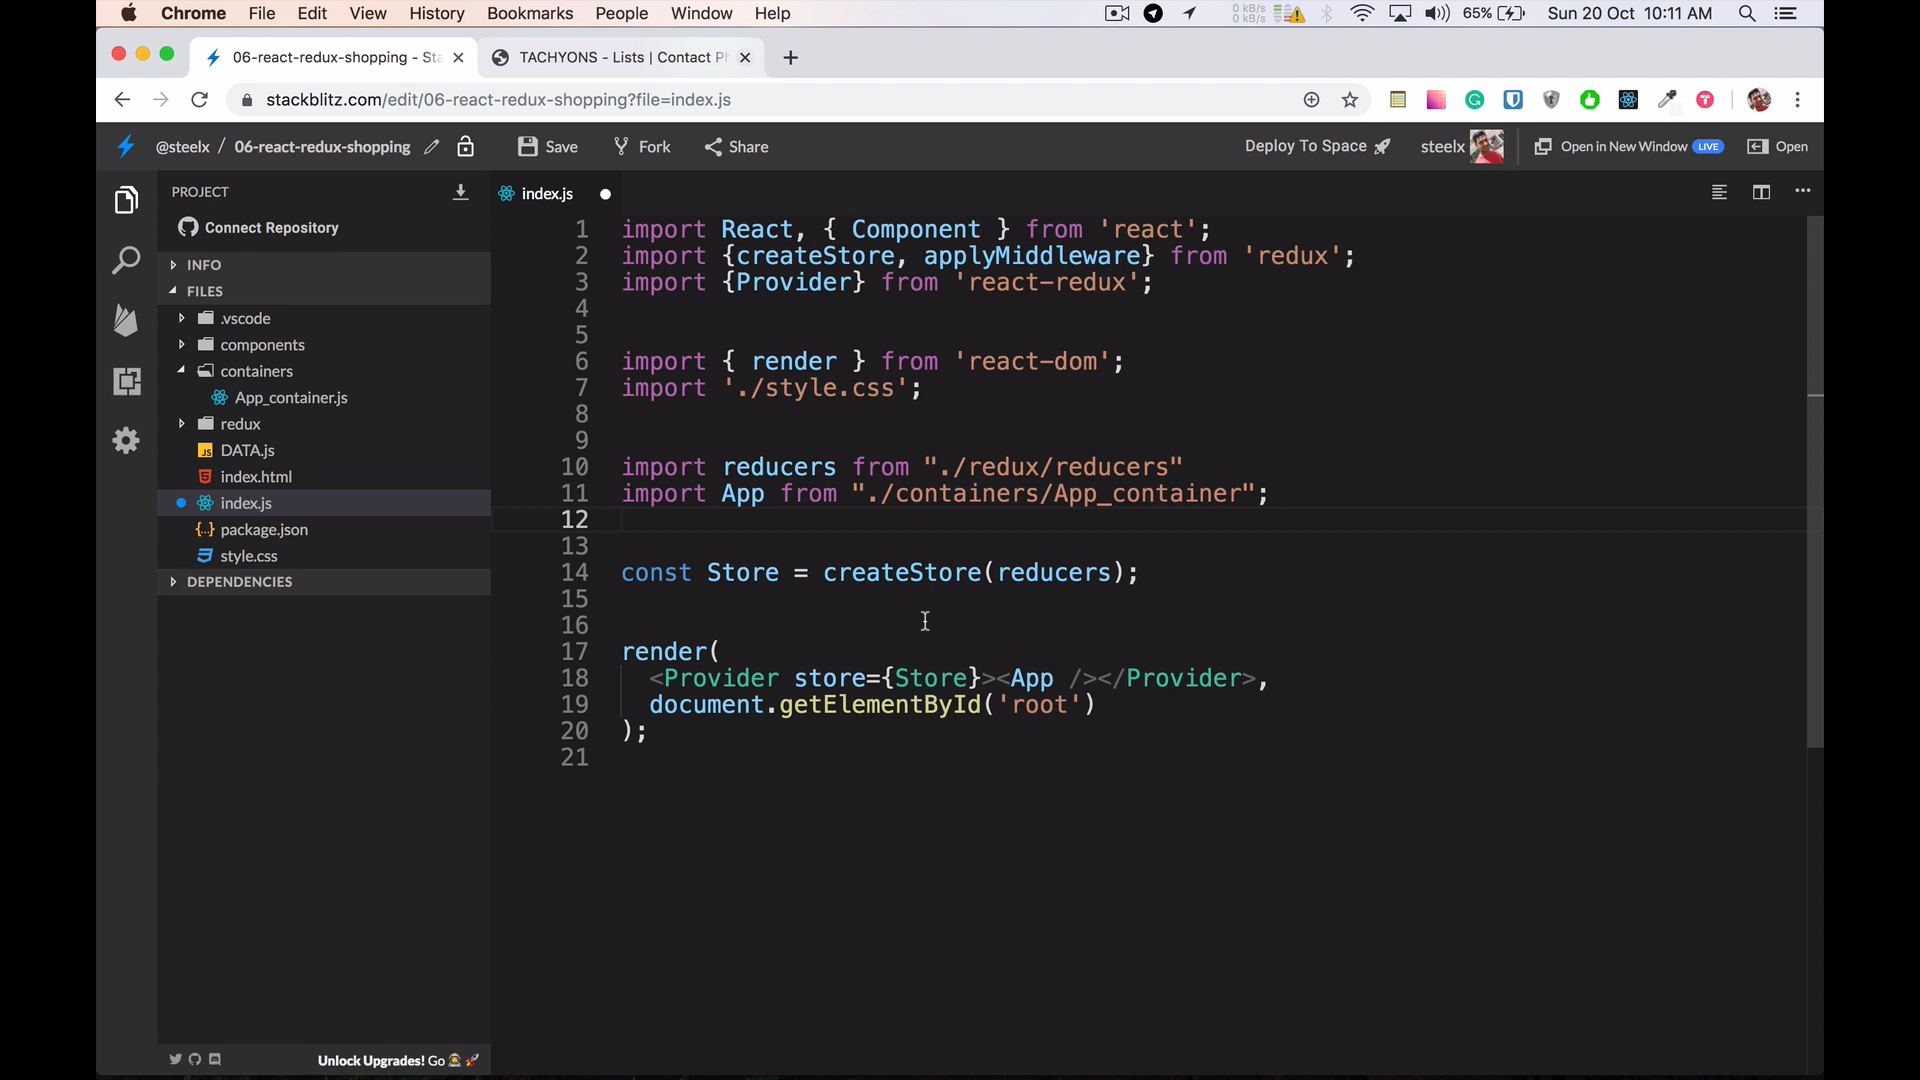 Chrome File Edit View History Bookmarks People Window Help 0 kB/s 0 kB/s 65% Sun 20 Oct 10:11 AM
06-react-redux-shopping - Sta TACHYONS - Lists | Contact Ph
stackblitz.com/edit/06-react-redux-shopping?file=index.js
@steelx / 06-react-redux-shopping Save Fork Share Deploy To Space steelx Open in New Window LIVE Open
PROJECT
Connect Repository
INFO
FILES
.vscode
components
containers
App_container.js
redux
DATA.js
index.html
index.js
package.json
style.css
DEPENDENCIES
Unlock Upgrades! Go
index.js
1 import React, { Component } from 'react';
2 import {createStore, applyMiddleware} from 'redux';
3 import {Provider} from 'react-redux';
4
5
6 import { render } from 'react-dom';
7 import './style.css';
8
9
10 import reducers from "./redux/reducers"
11 import App from "./containers/App_container";
12
13
14 const Store = createStore(reducers);
15
16
17 render(
18 <Provider store={Store}><App /></Provider>,
19 document.getElementById('root')
20 );
21